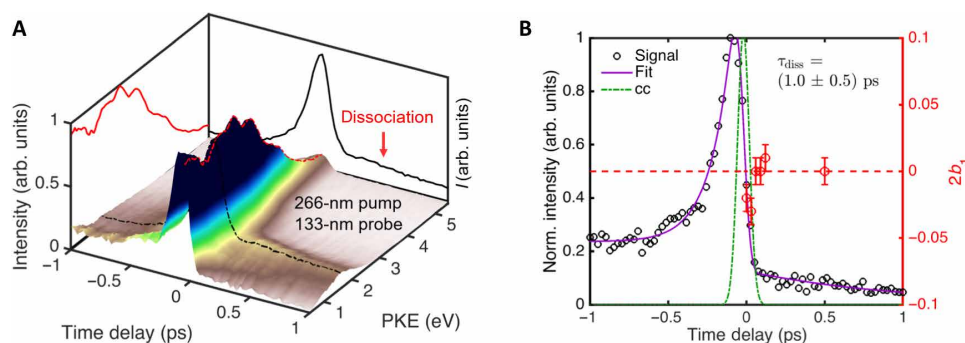 A
Intensity (arb. units)
1
0.5
0
-1
-0.5
0
0.5
1
Time delay (ps)
1
2
3
4
5
PKE (eV)
I (arb. units)
Dissociation
266-nm pump
133-nm probe
B
Norm. intensity (arb. units)
1
0.8
0.6
0.4
0.2
0
-1
-0.5
0
0.5
1
Time delay (ps)
Signal
Fit
cc
τdiss =
(1.0 ± 0.5) ps
0.1
0.05
0
-0.05
-0.1
2b1